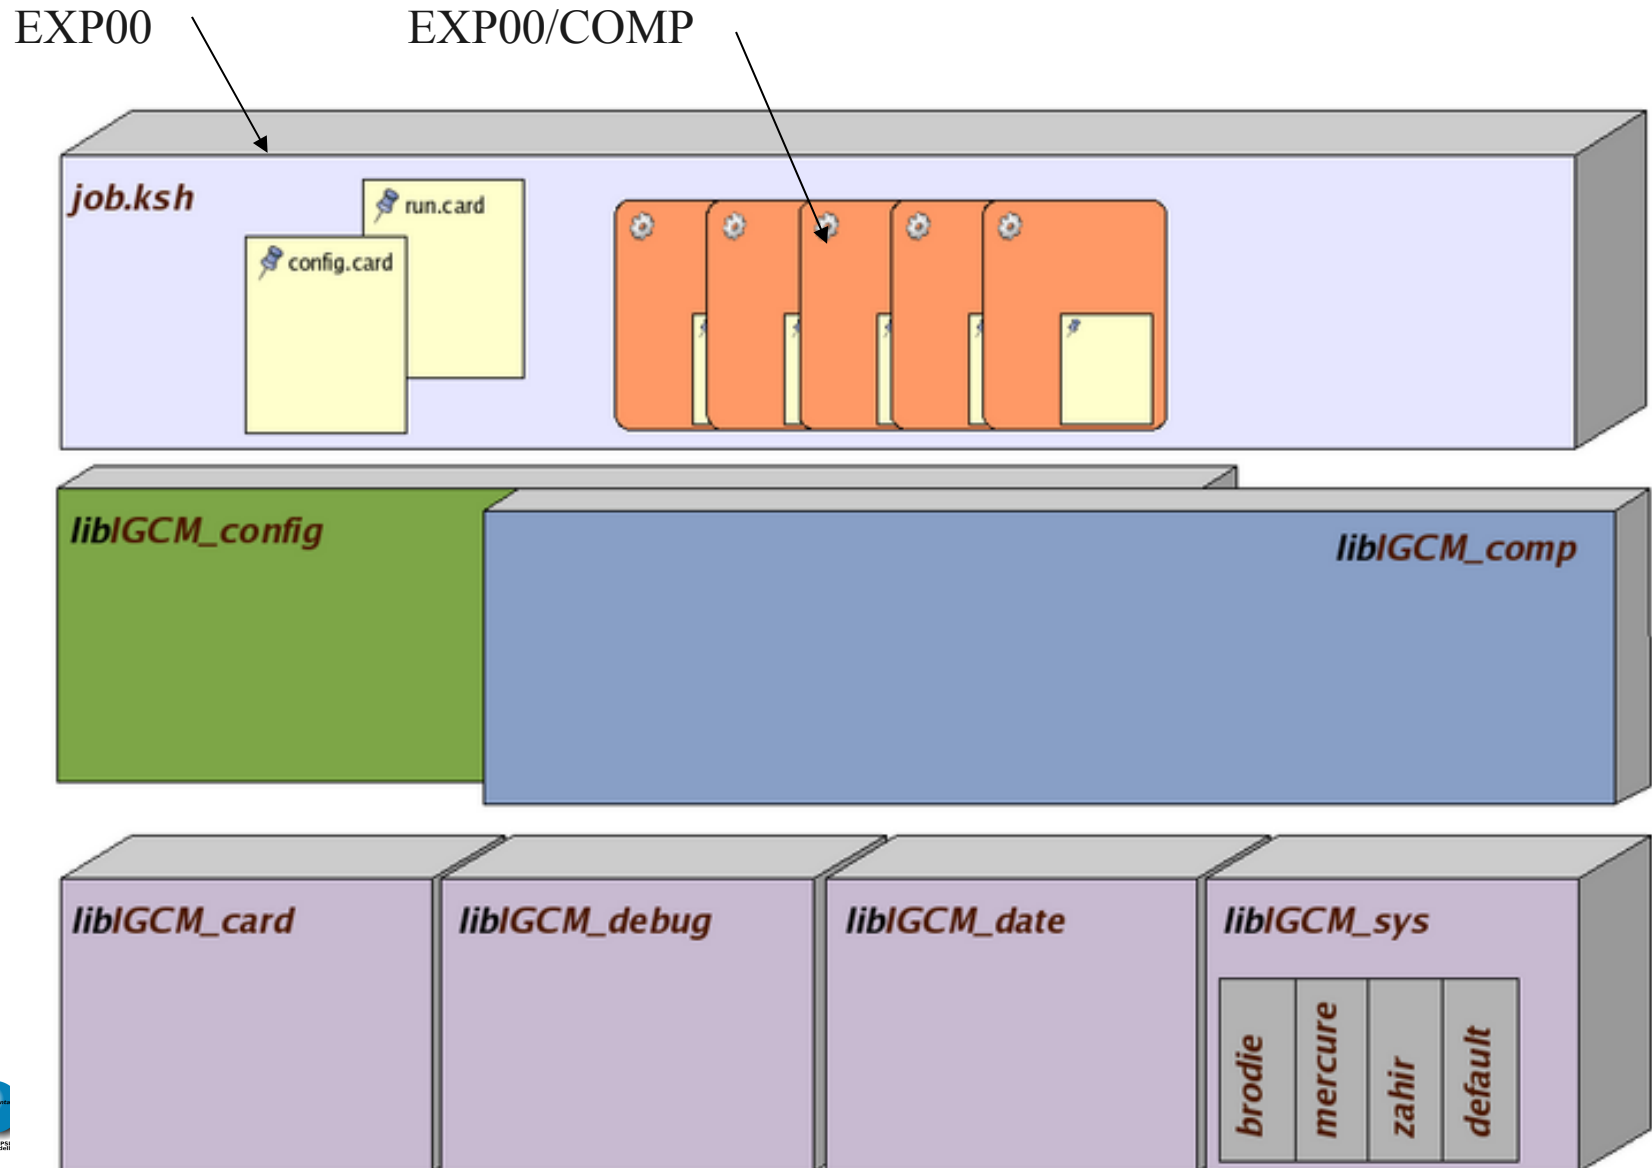 EXP00 EXP00/COMP
job.ksh
run.card
config.card
libIGCM_config
libIGCM_comp
libIGCM_card libIGCM_debug libIGCM_date libIGCM_sys
brodie mercure zahir default